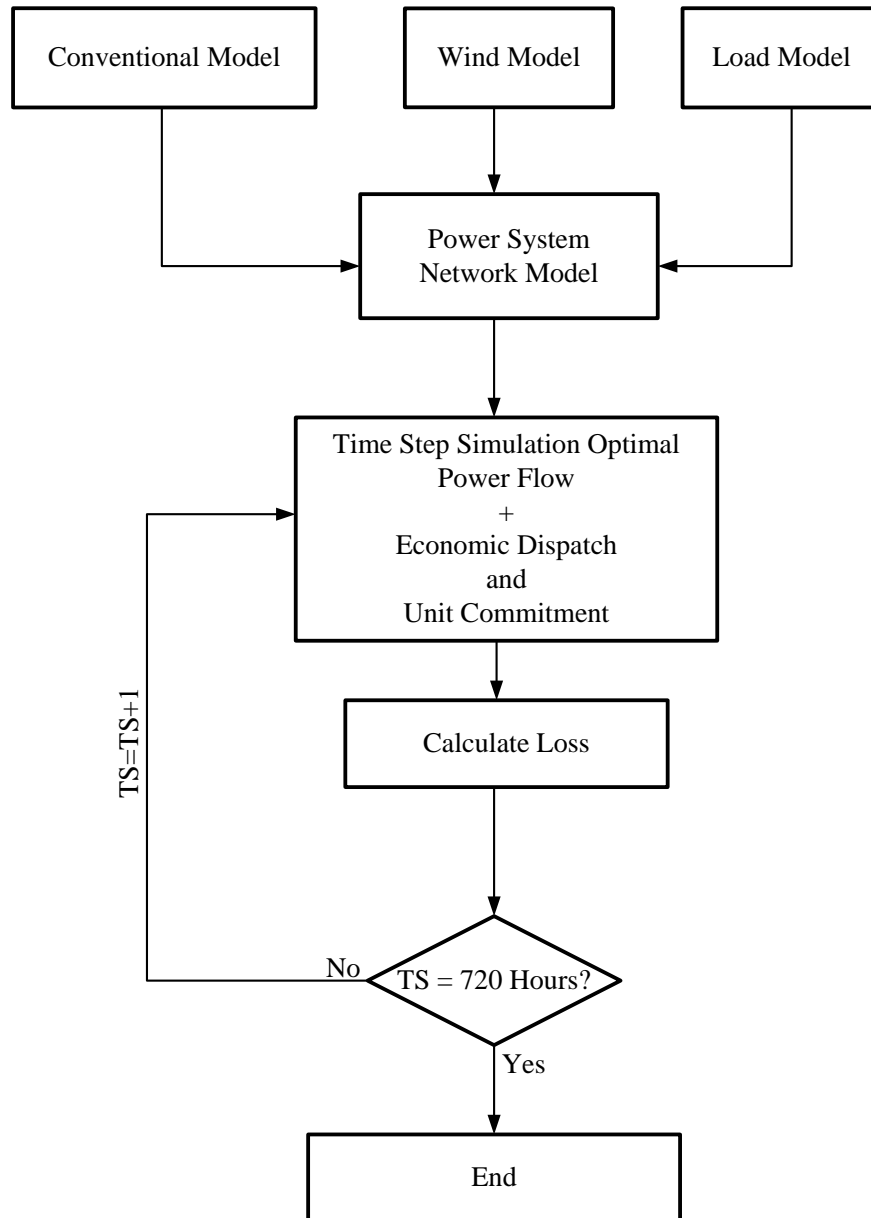 Conventional Model
Wind Model
Load Model
Power System
Network Model
Time Step Simulation Optimal
Power Flow
+
Economic Dispatch
and
Unit Commitment
Calculate Loss
TS=TS+1
No
TS = 720 Hours?
Yes
End